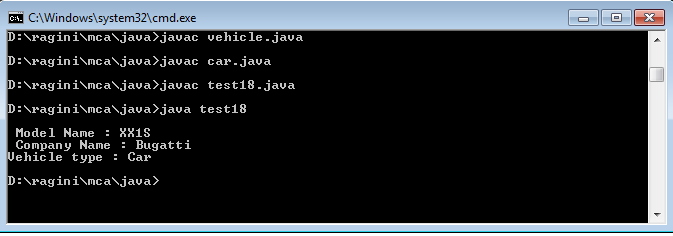 C:\Windows\system32\cmd.exe
D:\ragini\mca\java>javac vehicle.java
D:\ragini\mca\java>javac car.java
D:\ragini\mca\java>javac test18.java
D:\ragini\mca\java>java test18
Model Name : XX1S
Company Name : Bugatti
Vehicle type : Car
D:\ragini\mca\java>